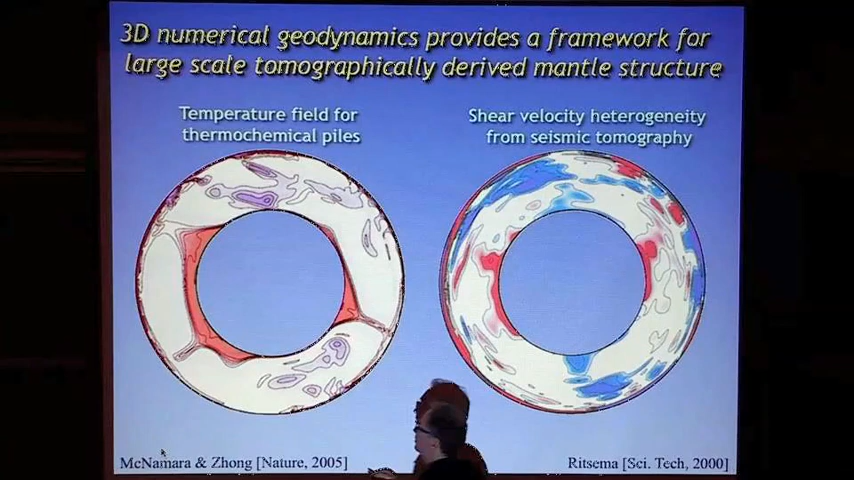 3D numerical geodynamics provides a framework for
large scale tomographically derived mantle structure
Temperature field for
thermochemical piles
Shear velocity heterogeneity
from seismic tomography
McNamara & Zhong [Nature, 2005]
Ritsema [Sci. Tech, 2000]